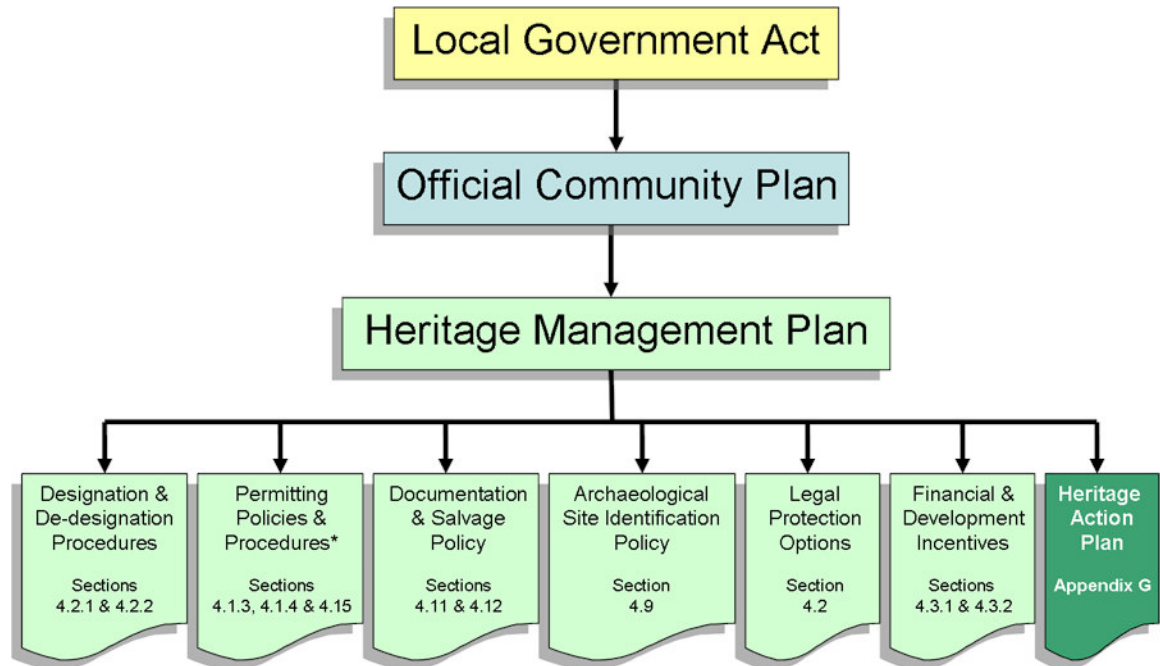 Local Government Act
Official Community Plan
Heritage Management Plan
Designation &
De-designation
Procedures
Sections
4.2.1 & 4.2.2
Permitting
Policies &
Procedures*
Sections
4.1.3, 4.1.4 & 4.15
Documentation
& Salvage
Policy
Sections
4.11 & 4.12
Archaeological
Site Identification
Policy
Section
4.9
Legal
Protection
Options
Section
4.2
Financial &
Development
Incentives
Sections
4.3.1 & 4.3.2
Heritage
Action
Plan
Appendix G